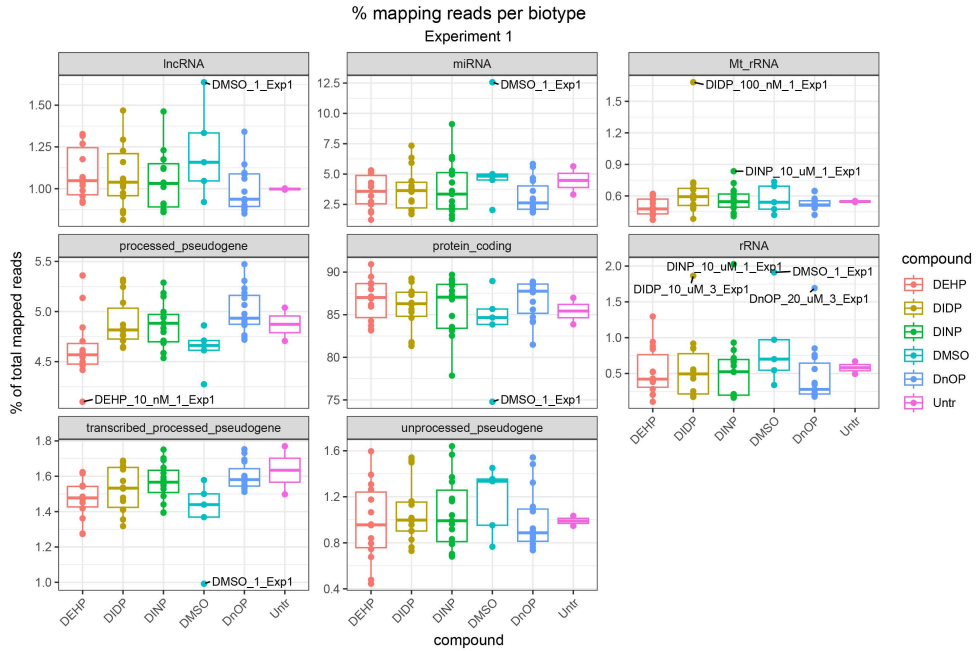 % mapping reads per biotype
Experiment 1
lncRNA
miRNA
Mt_rRNA
DMSO_1_Exp1
DMSO_1_Exp1
DIDP_100_nM_1_Exp1
DINP_10_uM_1_Exp1
1.50
1.25
1.00
12.5
10.0
7.5
5.0
2.5
1.5
1.2
0.9
0.6
processed_pseudogene
protein_coding
rRNA
DEHP_10_nM_1_Exp1
DMSO_1_Exp1
DINP_10_uM_1_Exp1
DMSO_1_Exp1
DIDP_10_uM_3_Exp1
DnOP_20_uM_3_Exp1
5.5
5.0
4.5
90
85
80
75
2.0
1.5
1.0
0.5
DEHP
DIDP
DINP
DMSO
DnOP
Untr
transcribed_processed_pseudogene
unprocessed_pseudogene
DMSO_1_Exp1
1.8
1.6
1.4
1.2
1.0
1.6
1.2
0.8
0.4
DEHP
DIDP
DINP
DMSO
DnOP
Untr
DEHP
DIDP
DINP
DMSO
DnOP
Untr
compound
% of total mapped reads
compound
DEHP
DIDP
DINP
DMSO
DnOP
Untr